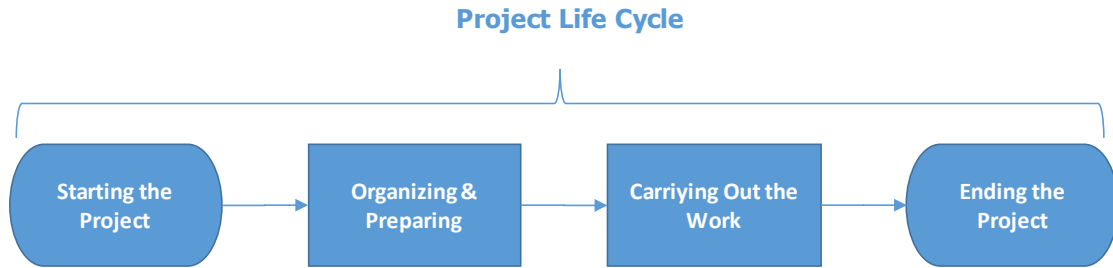 Project Life Cycle
Starting the
Project
Organizing &
Preparing
Carriying Out the
Work
Ending the
Project